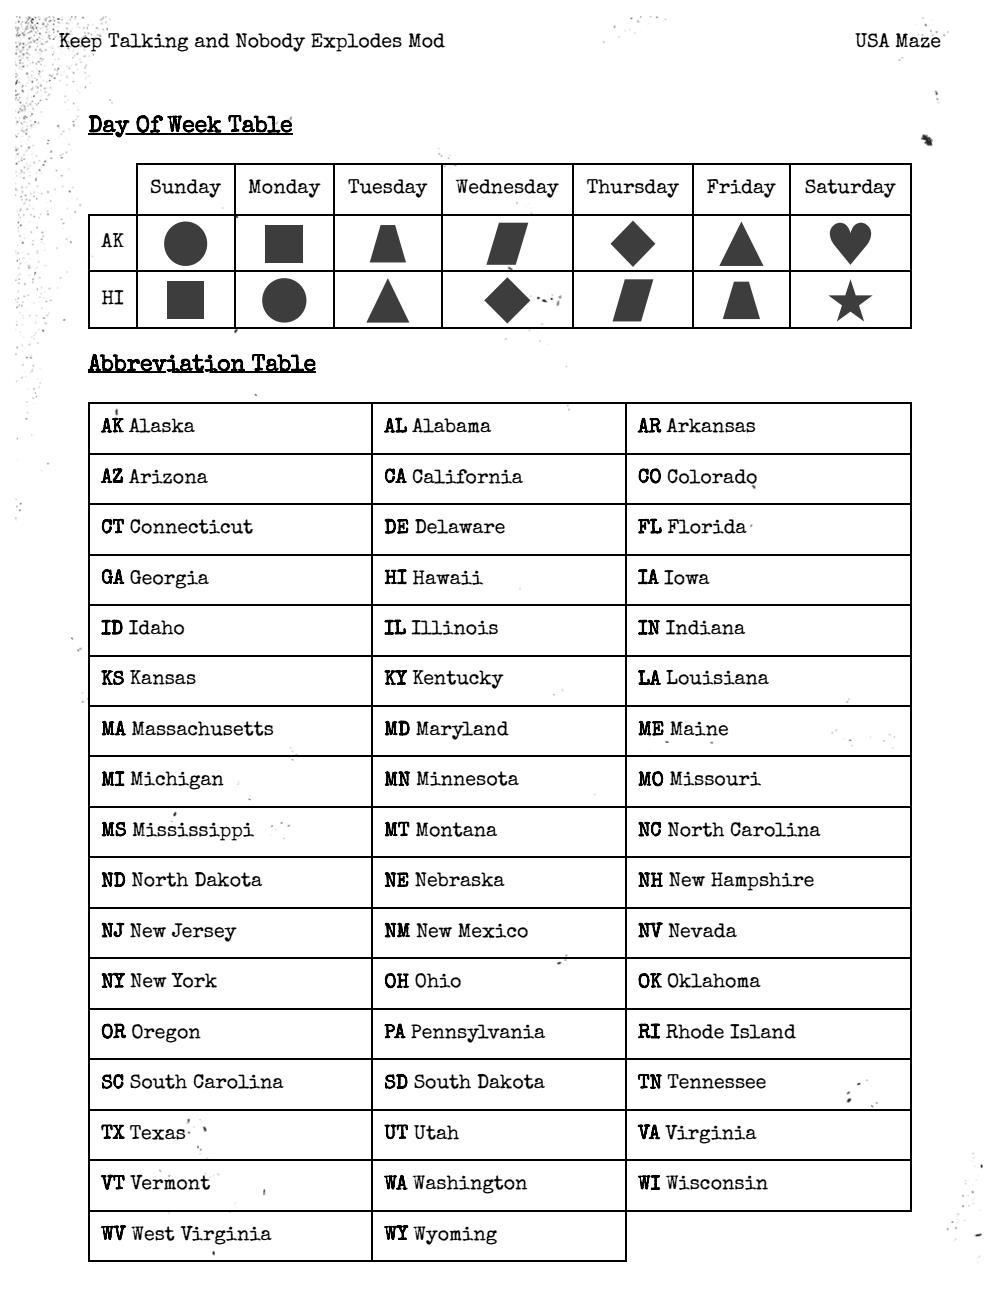 Keep Talking and Nobody Explodes Mod USA Maze
Day Of Week Table
Sunday Monday Tuesday Wednesday Thursday Friday Saturday
AK
HI
Abbreviation Table
AK Alaska AL Alabama AR Arkansas
AZ Arizona CA California CO Colorado
CT Connecticut DE Delaware FL Florida
GA Georgia HI Hawaii IA Iowa
ID Idaho IL Illinois IN Indiana
KS Kansas KY Kentucky LA Louisiana
MA Massachusetts MD Maryland ME Maine
MI Michigan MN Minnesota MO Missouri
MS Mississippi MT Montana NC North Carolina
ND North Dakota NE Nebraska NH New Hampshire
NJ New Jersey NM New Mexico NV Nevada
NY New York OH Ohio OK Oklahoma
OR Oregon PA Pennsylvania RI Rhode Island
SC South Carolina SD South Dakota TN Tennessee
TX Texas UT Utah VA Virginia
VT Vermont WA Washington WI Wisconsin
WV West Virginia WY Wyoming